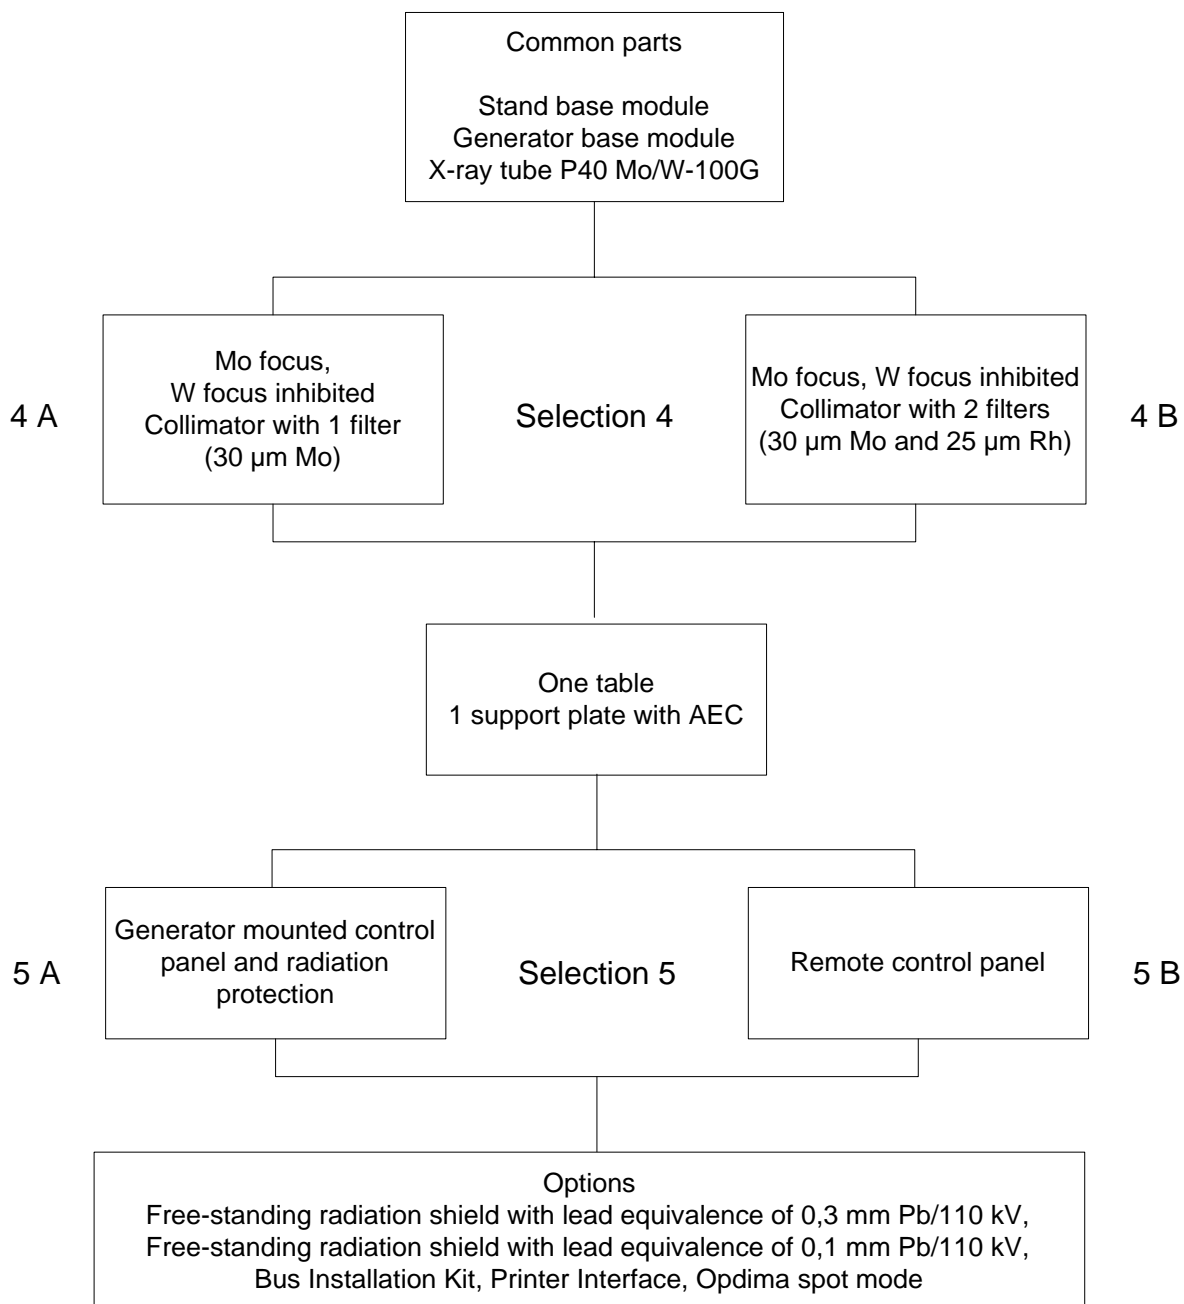 Common parts
Stand base module
Generator base module
X-ray tube P40 Mo/W-100G
4 A
Mo focus,
W focus inhibited
Collimator with 1 filter
(30 µm Mo)
Selection 4
Mo focus, W focus inhibited
Collimator with 2 filters
(30 µm Mo and 25 µm Rh)
4 B
One table
1 support plate with AEC
5 A
Generator mounted control
panel and radiation
protection
Selection 5
Remote control panel
5 B
Options
Free-standing radiation shield with lead equivalence of 0,3 mm Pb/110 kV,
Free-standing radiation shield with lead equivalence of 0,1 mm Pb/110 kV,
Bus Installation Kit, Printer Interface, Opdima spot mode